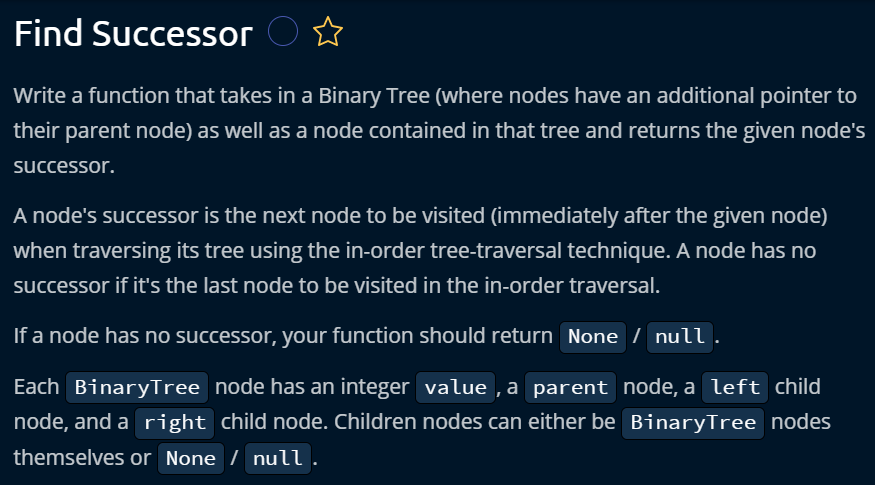 Find Successor
Write a function that takes in a Binary Tree (where nodes have an additional pointer to
their parent node) as well as a node contained in that tree and returns the given node's
successor.
A node's successor is the next node to be visited (immediately after the given node)
when traversing its tree using the in-order tree-traversal technique. A node has no
successor if it's the last node to be visited in the in-order traversal.
If a node has no successor, your function should return None / null .
Each BinaryTree node has an integer value , a parent node, a left child
node, and a right child node. Children nodes can either be BinaryTree nodes
themselves or None / null .